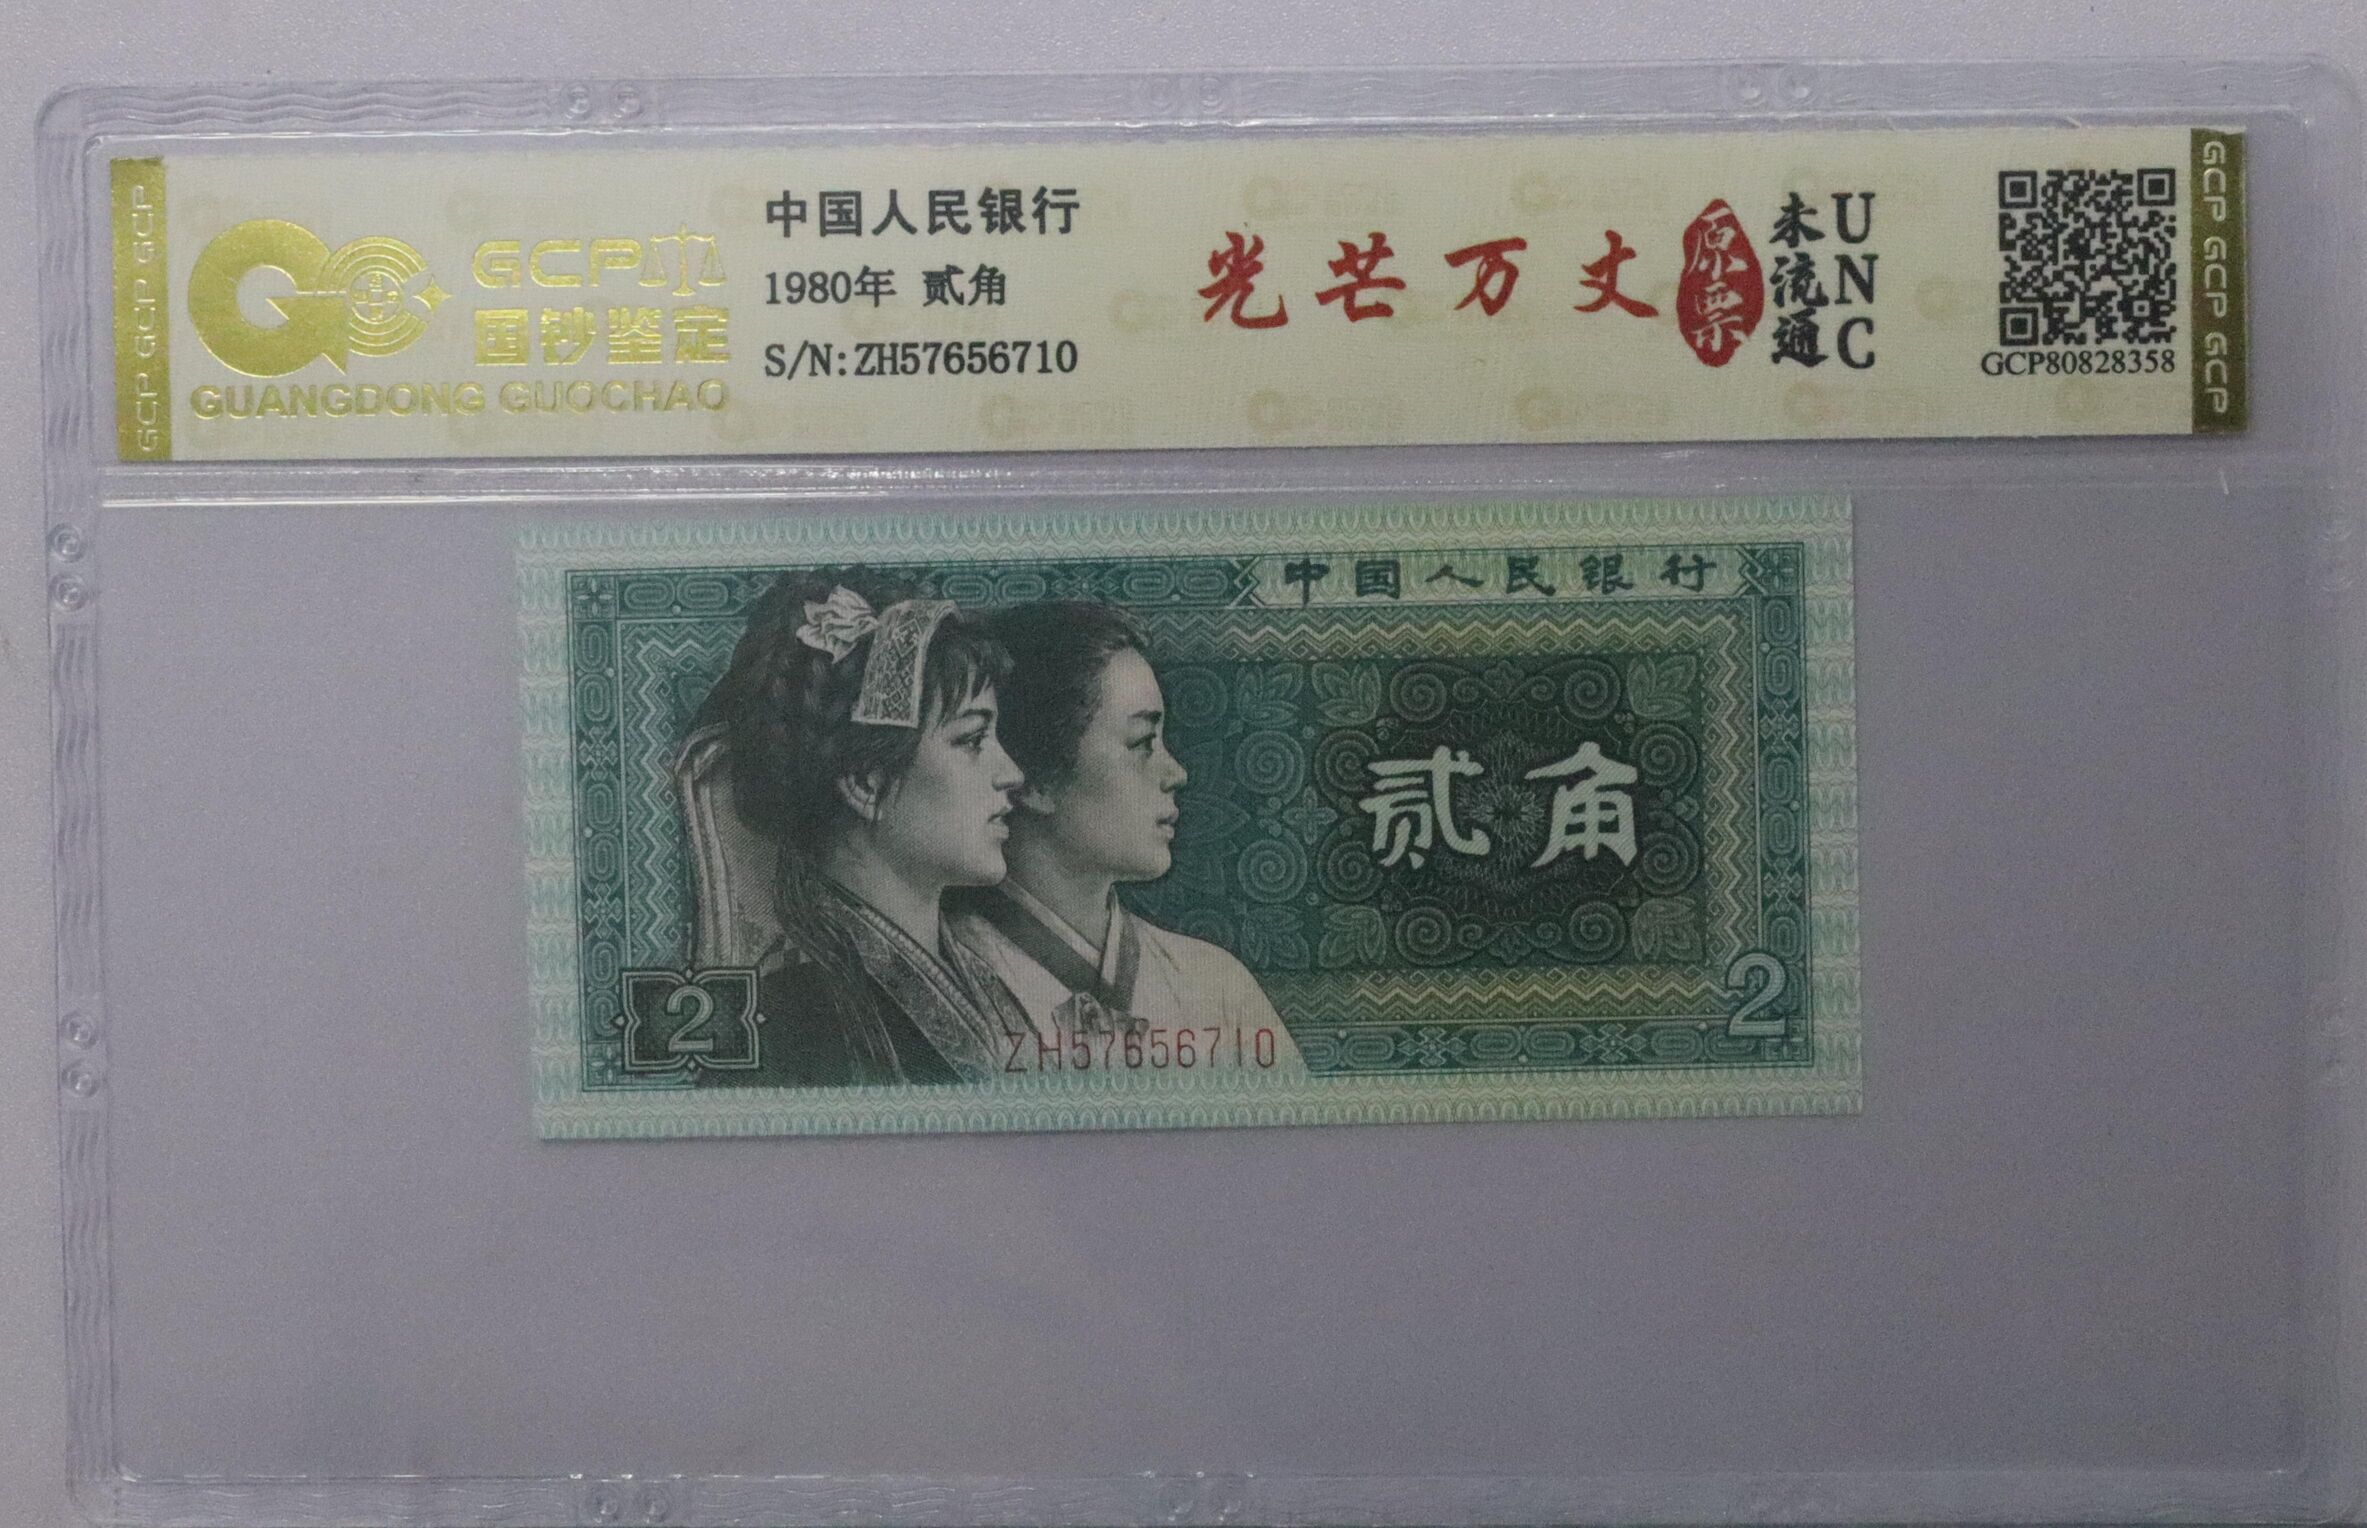 GCP GCP GCP
GCP
国钞鉴定
GUANGDONG GUOCHAO
中国人民银行
1980年 贰角
S/N:ZH57656710
光芒万丈
原票
未流通
UNC
GCP80828358
GCP GCP GCP
中国人民银行
贰角
2
2
ZH57656710